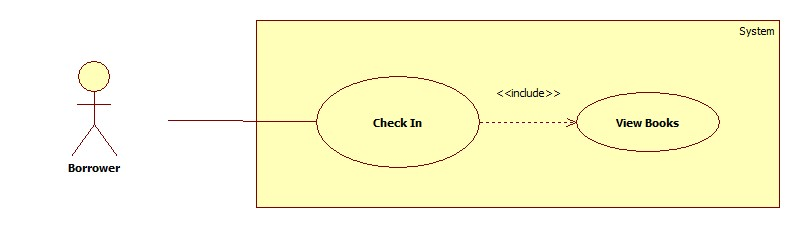 System
<<include>>
Check In
View Books
Borrower